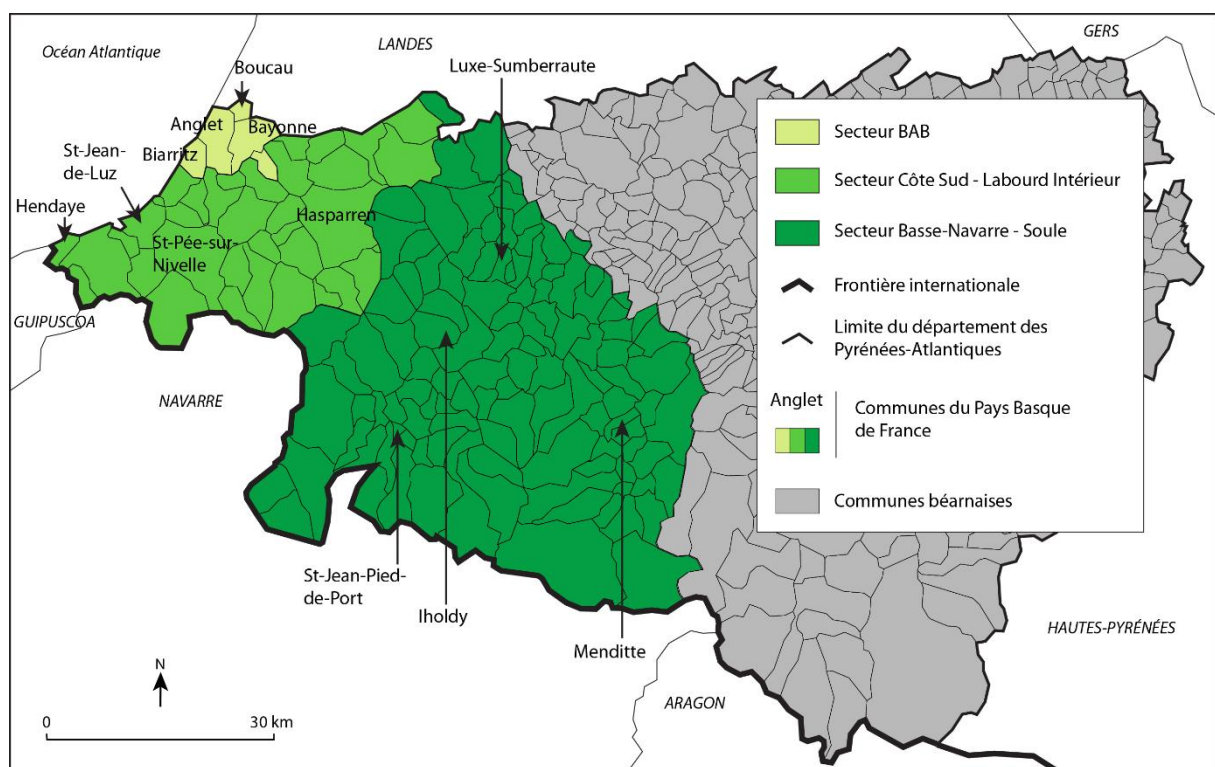 Océan Atlantique
LANDES
GERS
Boucau
Luxe-Sumberraute
Anglet
Bayonne
Biarritz
St-Jean-
de-Luz
Hendaye
Hasparren
St-Pée-sur-
Nivelle
GUIPUSCOA
NAVARRE
St-Jean-Pied-
de-Port
Iholdy
Menditte
ARAGON
HAUTES-PYRÉNÉES
N
0 30 km
Secteur BAB
Secteur Côte Sud - Labourd Intérieur
Secteur Basse-Navarre - Soule
Frontière internationale
Limite du département des
Pyrénées-Atlantiques
Anglet
Communes du Pays Basque
de France
Communes béarnaises